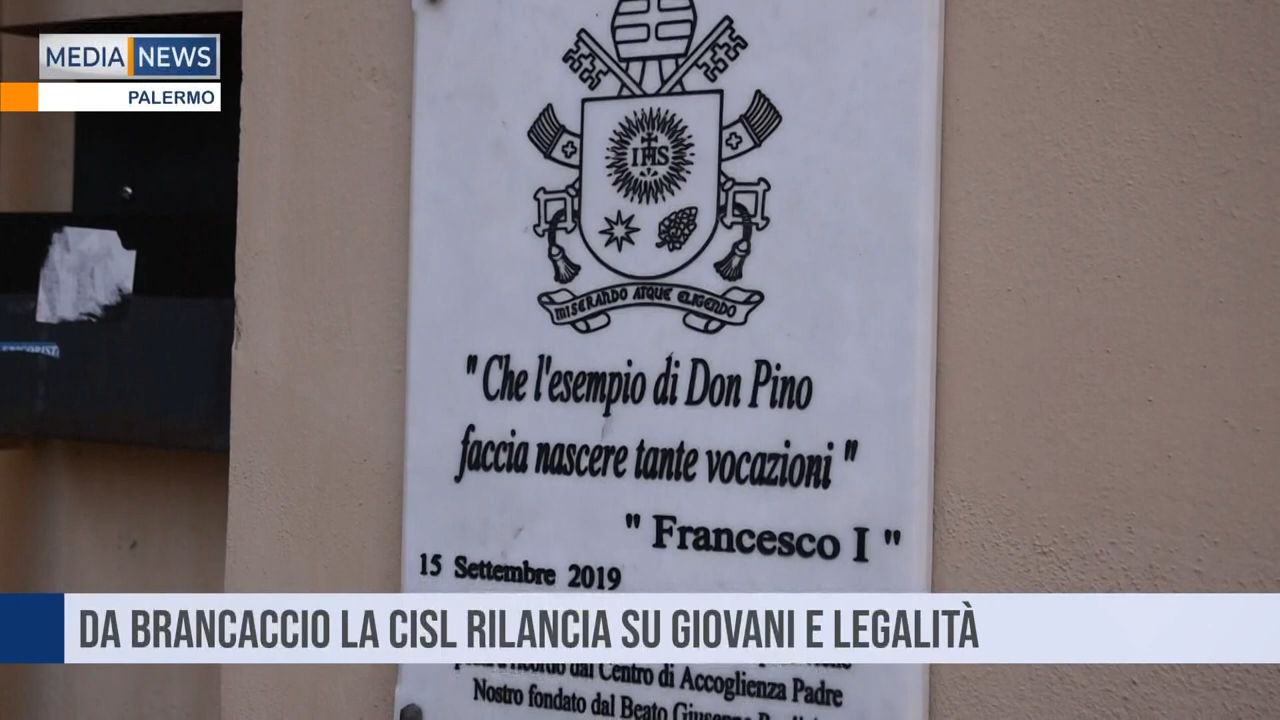 MEDIA NEWS
PALERMO
IHS
MISERANDO ATQUE ELIGENDO
"Che l'esempio di Don Pino
faccia nascere tante vocazioni"
" Francesco I "
15 Settembre 2019
DA BRANCACCIO LA CISL RILANCIA SU GIOVANI E LEGALITÀ
dal Centro di Accoglienza Padre
Nostro fondato dal Beato